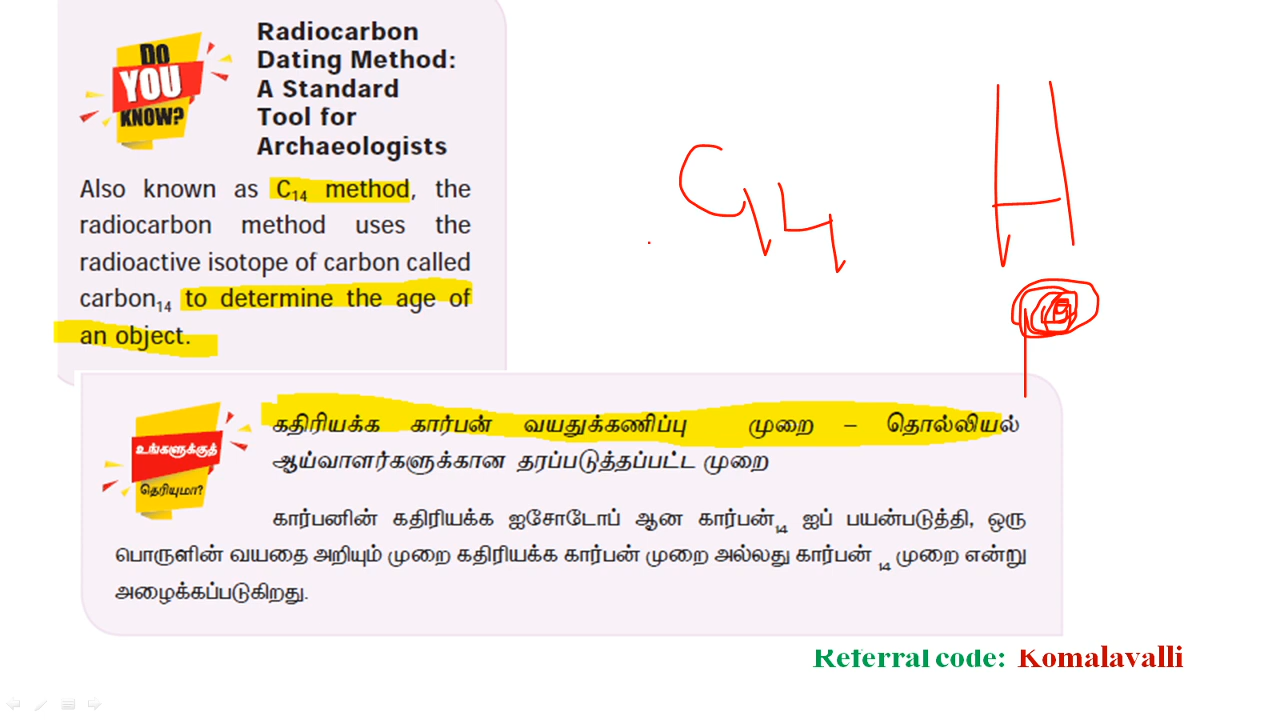 DO
YOU
KNOW?
Radiocarbon
Dating Method:
A Standard
Tool for
Archaeologists
Also known as C14 method, the
radiocarbon method uses the
radioactive isotope of carbon called
carbon14 to determine the age of
an object.
C14
H
உங்களுக்குத்
தெரியுமா?
கதிரியக்க கார்பன் வயதுக்கணிப்பு முறை – தொல்லியல்
ஆய்வாளர்களுக்கான தரப்படுத்தப்பட்ட முறை
கார்பனின் கதிரியக்க ஐசோடோப் ஆன கார்பன்14 ஐப் பயன்படுத்தி, ஒரு
பொருளின் வயதை அறியும் முறை கதிரியக்க கார்பன் முறை அல்லது கார்பன் 14 முறை என்று
அழைக்கப்படுகிறது.
Referral code: Komalavalli